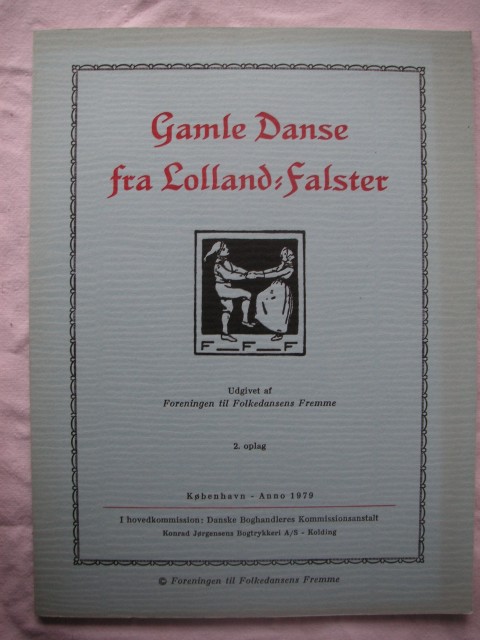 Gamle Danse
fra Lolland-Falster
F-F-F
Udgivet af
Foreningen til Folkedansens Fremme
2. oplag
København - Anno 1979
I hovedkommission: Danske Boghandleres Kommissionsanstalt
Konrad Jørgensens Bogtrykkeri A/S - Kolding
© Foreningen til Folkedansens Fremme